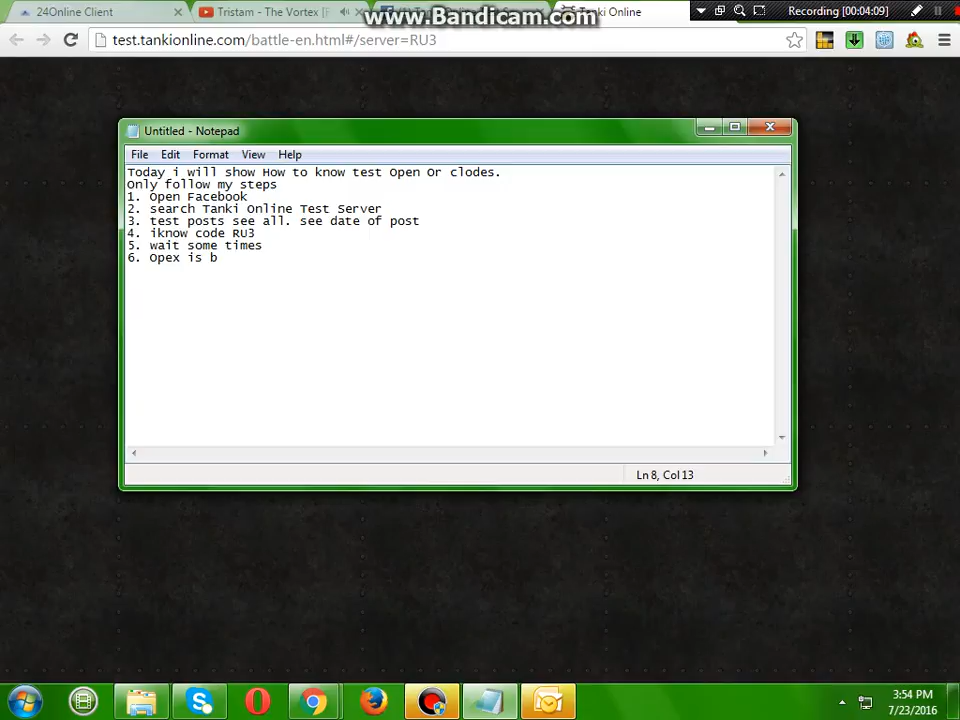 24Online Client
Tristam - The Vortex [
www.Bandicam.com
Tanki Online
Recording [00:04:09]
test.tankionline.com/battle-en.html#/server=RU3
Untitled - Notepad
File Edit Format View Help
Today i will show How to know test Open Or clodes.
Only follow my steps
1. Open Facebook
2. search Tanki Online Test Server
3. test posts see all. see date of post
4. iknow code RU3
5. wait some times
6. Opex is b
Ln 8, Col 13
3:54 PM
7/23/2016